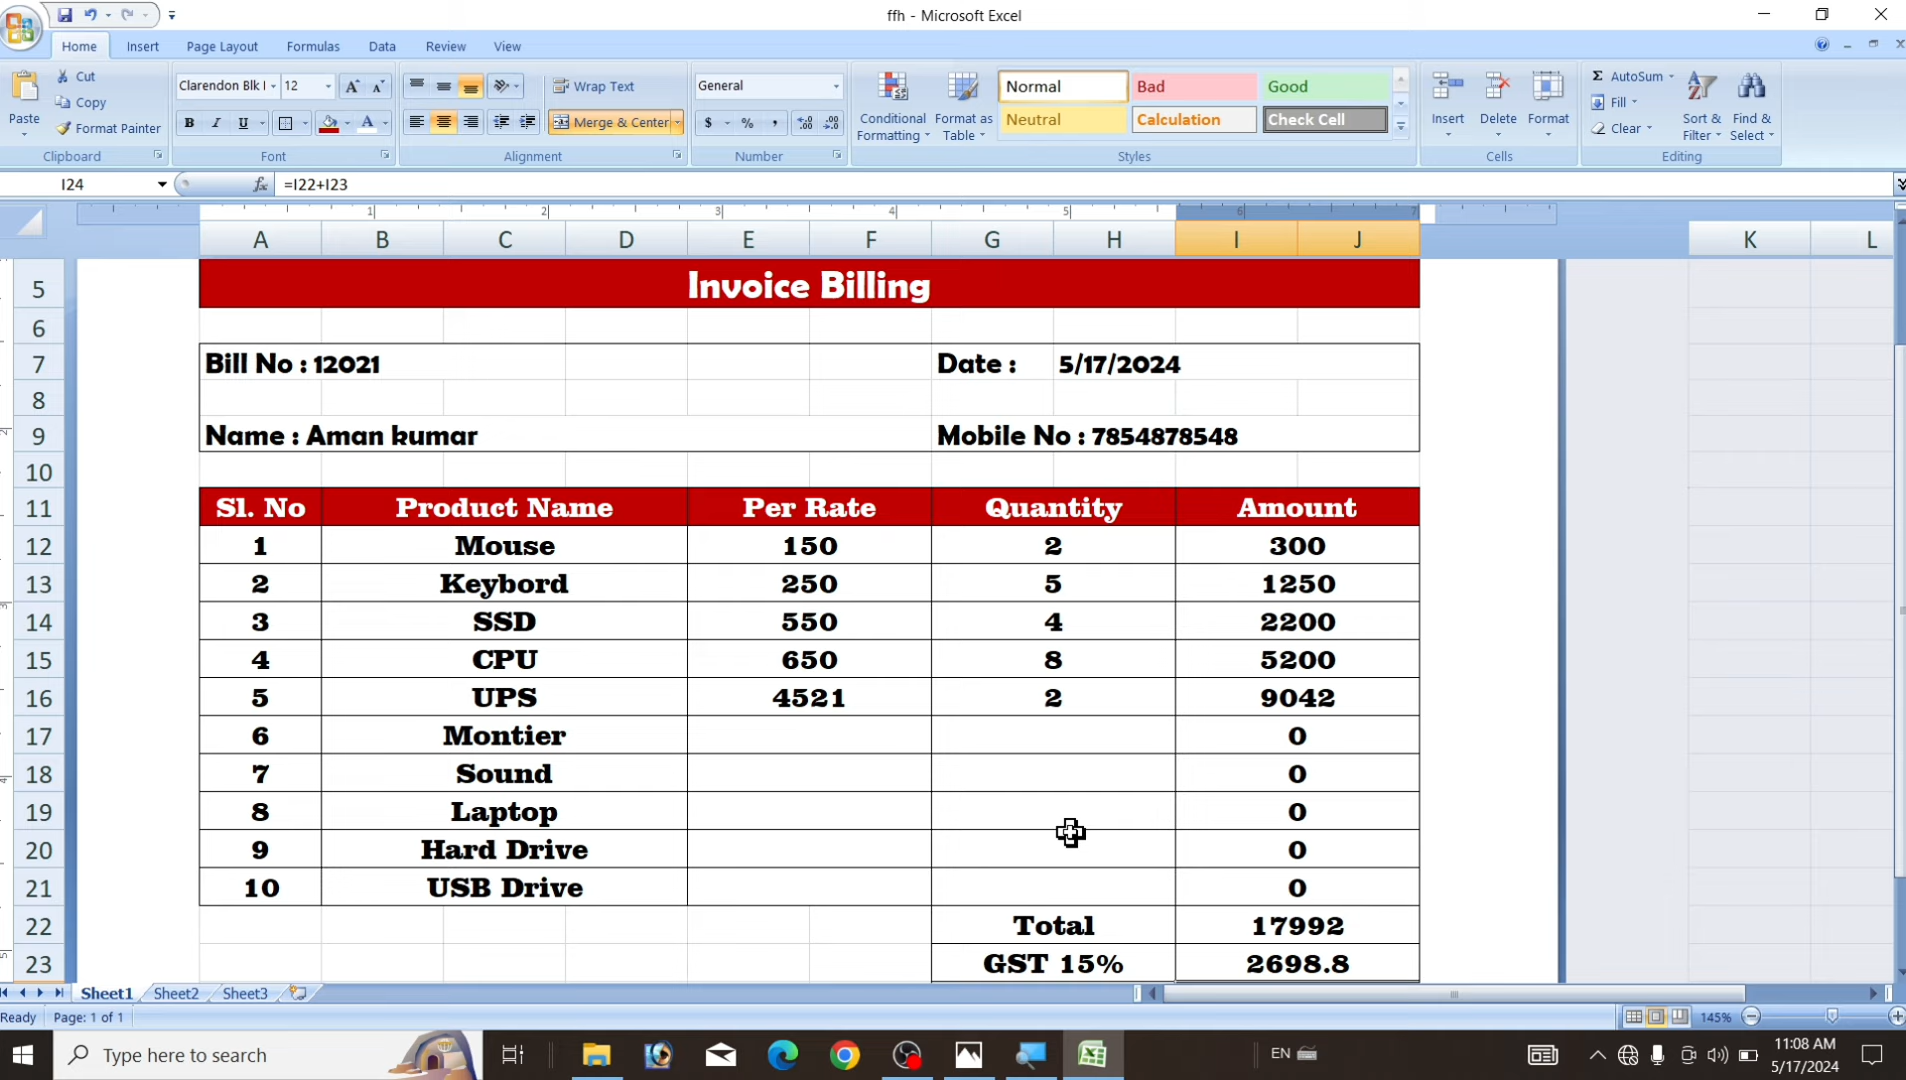 ffh - Microsoft Excel
Home Insert Page Layout Formulas Data Review View
Paste Cut Copy Format Painter Clipboard
Clarendon Blk l 12 Font
Wrap Text Merge & Center Alignment
General $ % , Number
Conditional Formatting Format as Table Normal Bad Good Neutral Calculation Check Cell Styles
Insert Delete Format Cells
Σ AutoSum Fill Clear Sort & Filter Find & Select Editing
I24 fx =I22+I23
1 2 3 4 5 6 7
A B C D E F G H I J K L
5 Invoice Billing
6
7 Bill No : 12021 Date : 5/17/2024
8
9 Name : Aman kumar Mobile No : 7854878548
10
11 Sl. No Product Name Per Rate Quantity Amount
12 1 Mouse 150 2 300
13 2 Keybord 250 5 1250
14 3 SSD 550 4 2200
15 4 CPU 650 8 5200
16 5 UPS 4521 2 9042
17 6 Montier 0
18 7 Sound 0
19 8 Laptop 0
20 9 Hard Drive 0
21 10 USB Drive 0
22 Total 17992
23 GST 15% 2698.8
Sheet1 Sheet2 Sheet3
Ready Page: 1 of 1 145%
Type here to search EN 11:08 AM
5/17/2024